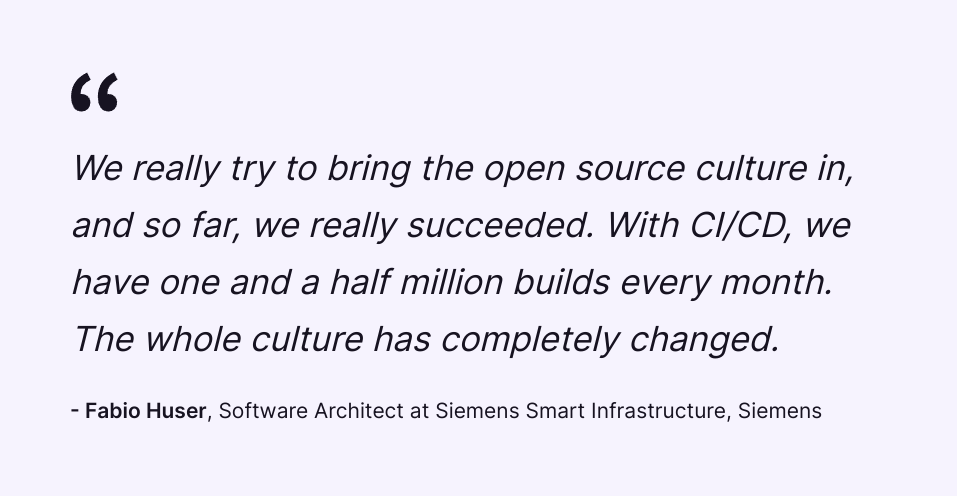 “
We really try to bring the open source culture in,
and so far, we really succeeded. With CI/CD, we
have one and a half million builds every month.
The whole culture has completely changed.
- Fabio Huser, Software Architect at Siemens Smart Infrastructure, Siemens